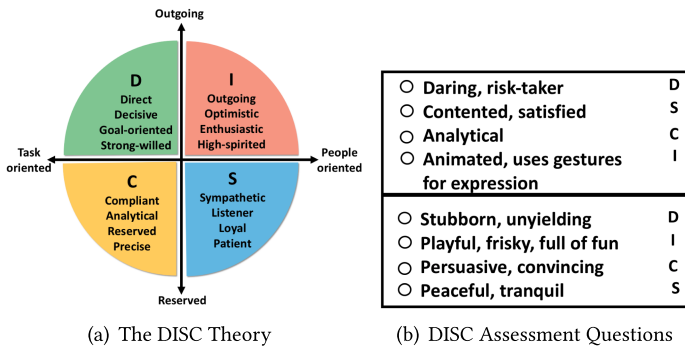 Outgoing
D
Direct
Decisive
Goal-oriented
Strong-willed
I
Outgoing
Optimistic
Enthusiastic
High-spirited
Task
oriented
People
oriented
C
Compliant
Analytical
Reserved
Precise
S
Sympathetic
Listener
Loyal
Patient
Reserved
(a) The DISC Theory
Daring, risk-taker D
Contented, satisfied S
Analytical C
Animated, uses gestures I
for expression
Stubborn, unyielding D
Playful, frisky, full of fun I
Persuasive, convincing C
Peaceful, tranquil S
(b) DISC Assessment Questions